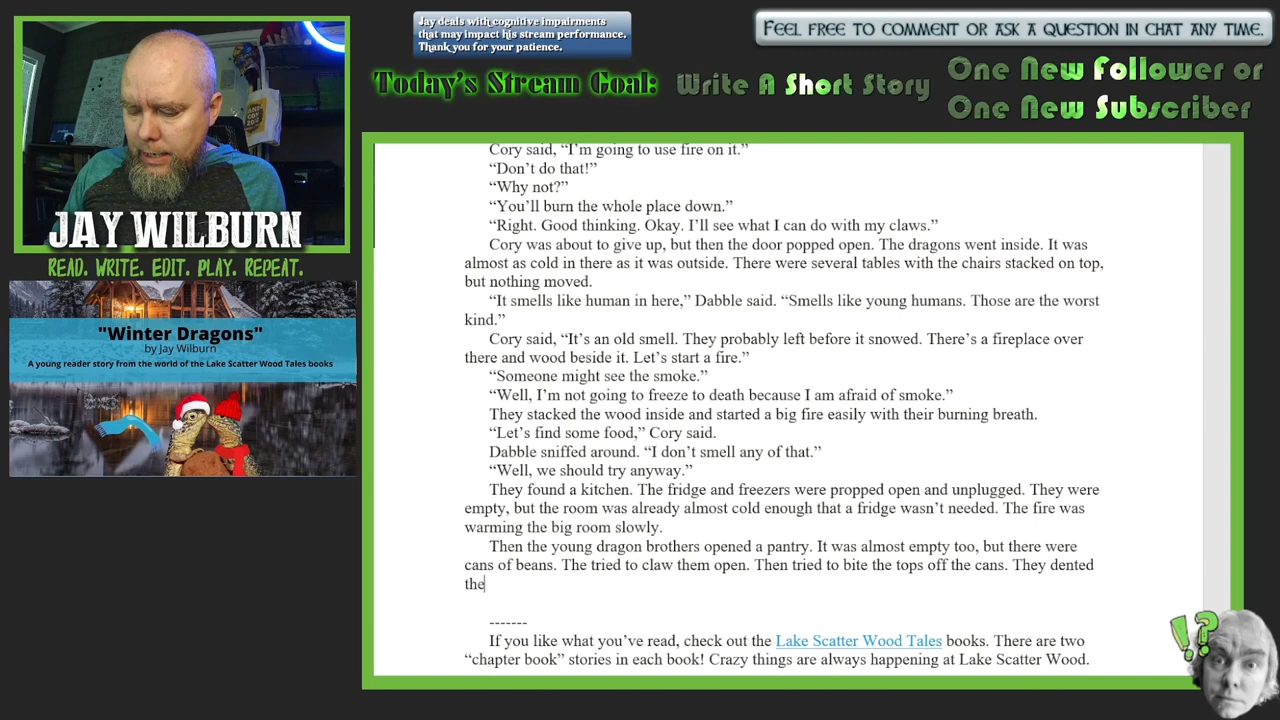 Jay deals with cognitive impairments
that may impact his stream performance.
Thank you for your patience.
Feel free to comment or ask a question in chat any time.
Today's Stream Goal:
Write A Short Story
One New Follower or
One New Subscriber
JAY WILBURN
READ. WRITE. EDIT. PLAY. REPEAT.
"Winter Dragons"
by Jay Wilburn
A young reader story from the world of the Lake Scatter Wood Tales books
Cory said, “I’m going to use fire on it.”
“Don’t do that!”
“Why not?”
“You’ll burn the whole place down.”
“Right. Good thinking. Okay. I’ll see what I can do with my claws.”
Cory was about to give up, but then the door popped open. The dragons went inside. It was
almost as cold in there as it was outside. There were several tables with the chairs stacked on top,
but nothing moved.
“It smells like human in here,” Dabble said. “Smells like young humans. Those are the worst
kind.”
Cory said, “It’s an old smell. They probably left before it snowed. There’s a fireplace over
there and wood beside it. Let’s start a fire.”
“Someone might see the smoke.”
“Well, I’m not going to freeze to death because I am afraid of smoke.”
They stacked the wood inside and started a big fire easily with their burning breath.
“Let’s find some food,” Cory said.
Dabble sniffed around. “I don’t smell any of that.”
“Well, we should try anyway.”
They found a kitchen. The fridge and freezers were propped open and unplugged. They were
empty, but the room was already almost cold enough that a fridge wasn’t needed. The fire was
warming the big room slowly.
Then the young dragon brothers opened a pantry. It was almost empty too, but there were
cans of beans. The tried to claw them open. Then tried to bite the tops off the cans. They dented
the
-------
If you like what you’ve read, check out the Lake Scatter Wood Tales books. There are two
“chapter book” stories in each book! Crazy things are always happening at Lake Scatter Wood.
!?